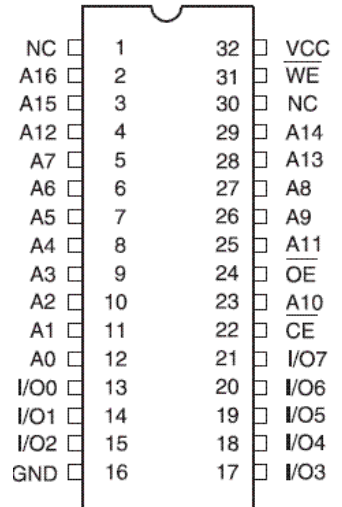 NC 1 32 VCC
A16 2 31 W̅E̅
A15 3 30 NC
A12 4 29 A14
A7 5 28 A13
A6 6 27 A8
A5 7 26 A9
A4 8 25 A11
A3 9 24 O̅E̅
A2 10 23 A10
A1 11 22 C̅E̅
A0 12 21 I/O7
I/O0 13 20 I/O6
I/O1 14 19 I/O5
I/O2 15 18 I/O4
GND 16 17 I/O3